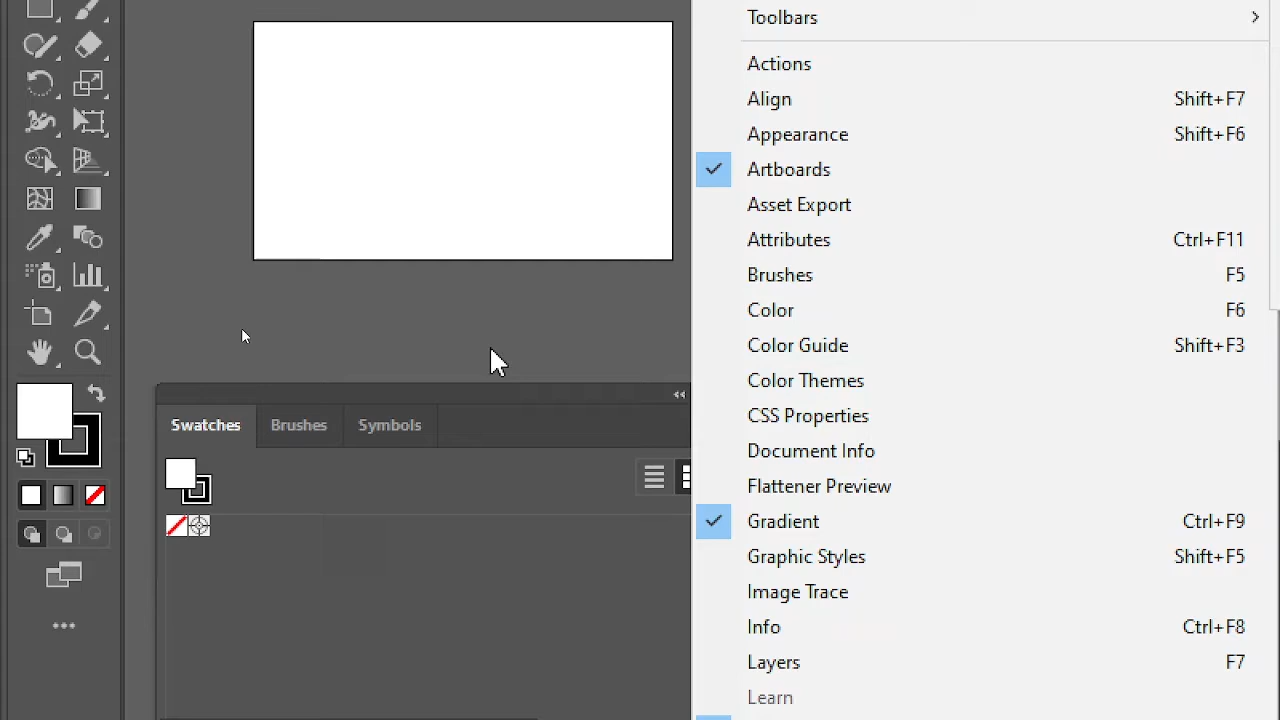 Toolbars
Actions
Align Shift+F7
Appearance Shift+F6
Artboards
Asset Export
Attributes Ctrl+F11
Brushes F5
Color F6
Color Guide Shift+F3
Color Themes
CSS Properties
Document Info
Flattener Preview
Gradient Ctrl+F9
Graphic Styles Shift+F5
Image Trace
Info Ctrl+F8
Layers F7
Learn
Swatches Brushes Symbols